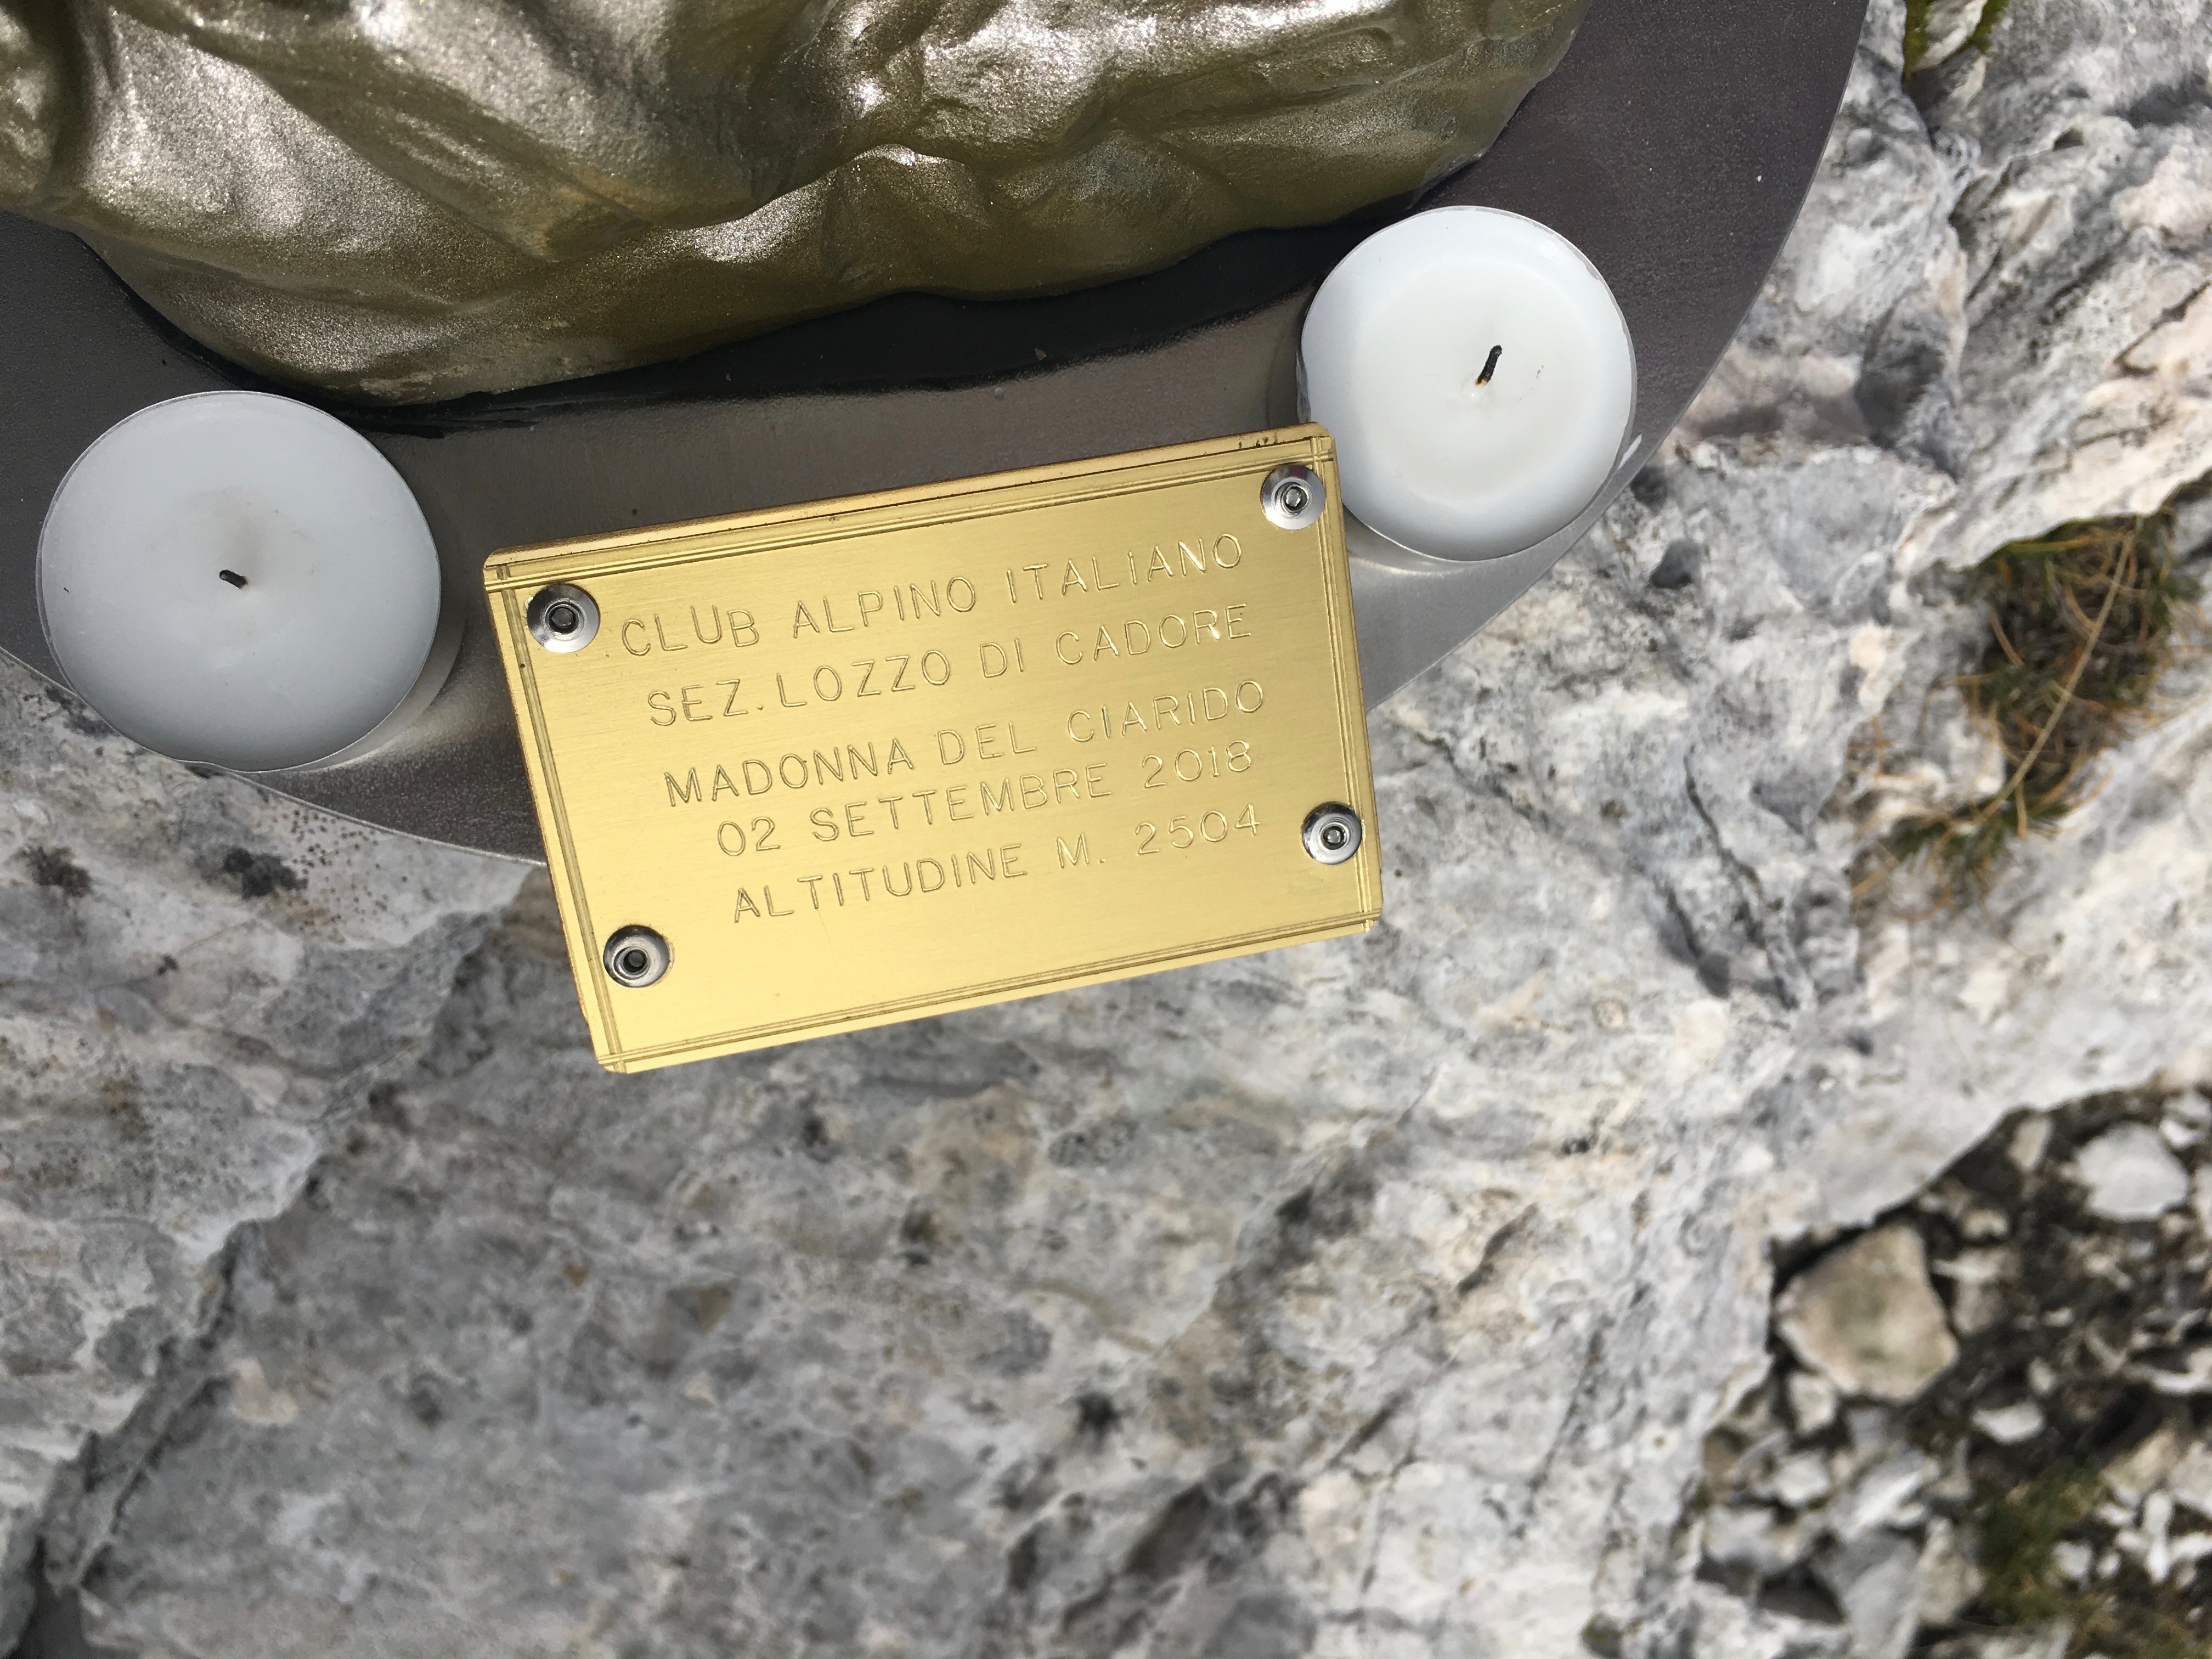 CLUB ALPINO ITALIANO
SEZ. LOZZO DI CADORE
MADONNA DEL CIARIDO
02 SETTEMBRE 2018
ALTITUDINE M. 2504